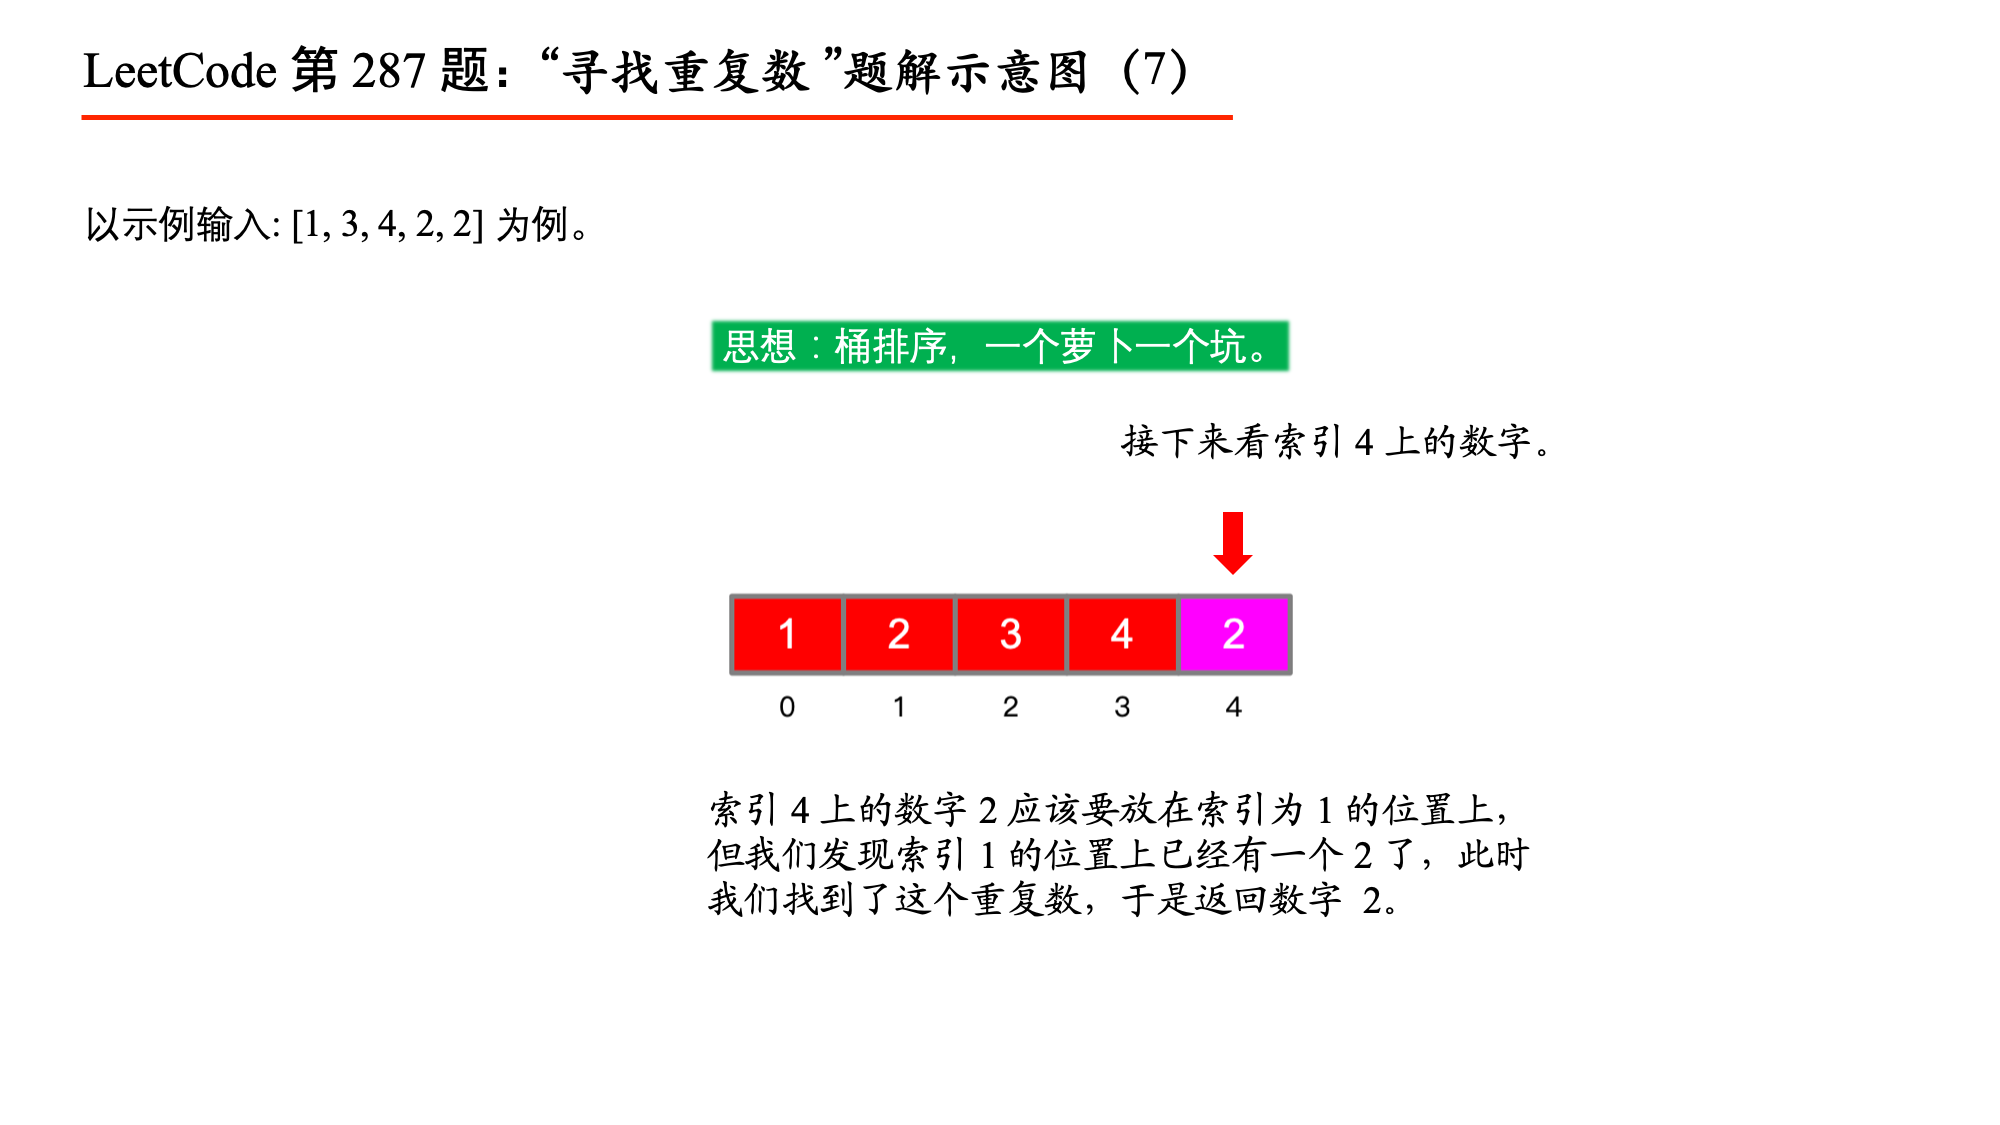 LeetCode 第 287 题：“寻找重复数”题解示意图（7）
以示例输入: [1, 3, 4, 2, 2] 为例。
思想：桶排序，一个萝卜一个坑。
接下来看索引 4 上的数字。
1 2 3 4 2
0 1 2 3 4
索引 4 上的数字 2 应该要放在索引为 1 的位置上，
但我们发现索引 1 的位置上已经有一个 2 了，此时
我们找到了这个重复数，于是返回数字 2。